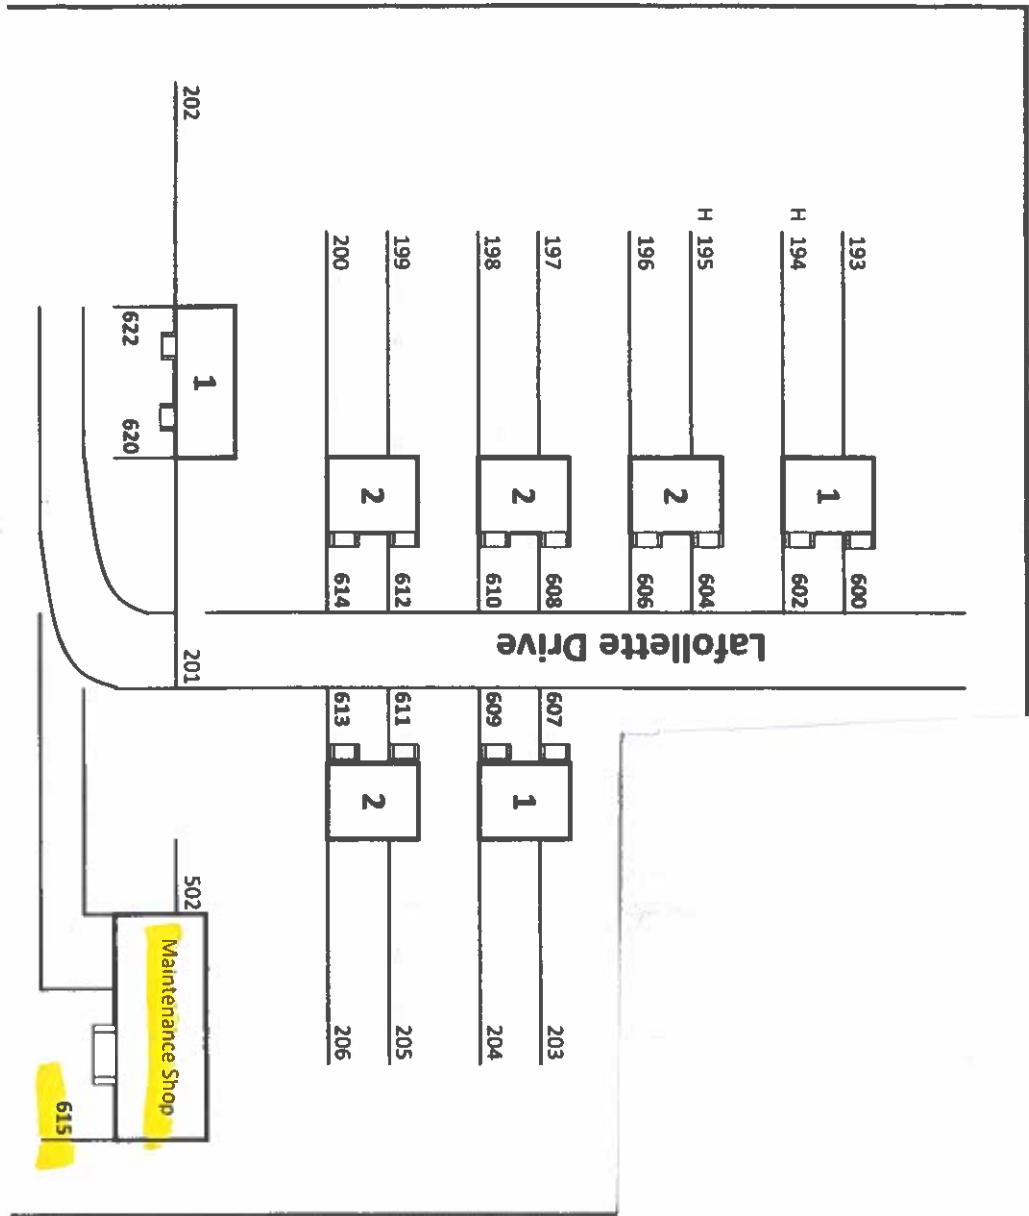 193 600
1
H 194 602
H 195 604
2
196 606
Lafollette Drive
197 608 607 203
2 1
198 610 609 204
199 612 611 205
2 2
200 614 613 206
1
202 201 502
Maintenance Shop
622 620
615